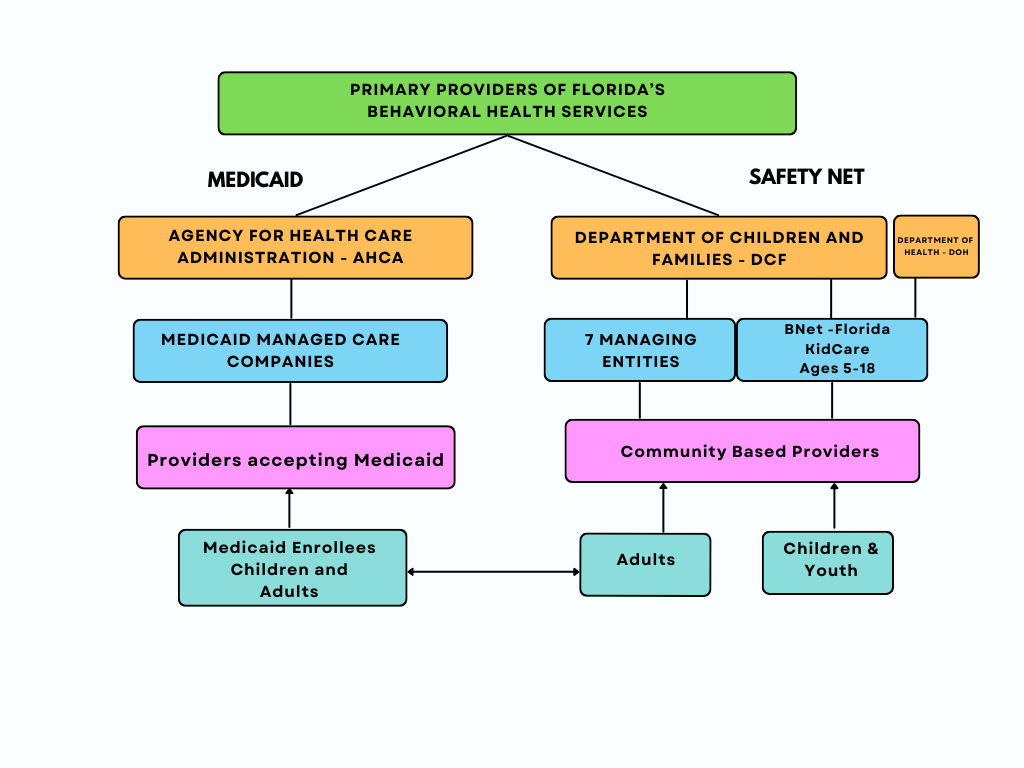 PRIMARY PROVIDERS OF FLORIDA’S
BEHAVIORAL HEALTH SERVICES
MEDICAID
SAFETY NET
AGENCY FOR HEALTH CARE
ADMINISTRATION - AHCA
DEPARTMENT OF CHILDREN AND
FAMILIES - DCF
DEPARTMENT OF
HEALTH - DOH
MEDICAID MANAGED CARE
COMPANIES
7 MANAGING
ENTITIES
BNet -Florida
KidCare
Ages 5-18
Providers accepting Medicaid
Community Based Providers
Medicaid Enrollees
Children and
Adults
Adults
Children &
Youth